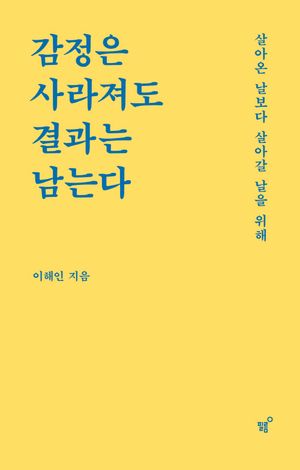 감정은
사라져도
결과는
남는다
살아온 날보다 살아갈 날을 위해
이해인 지음
필름